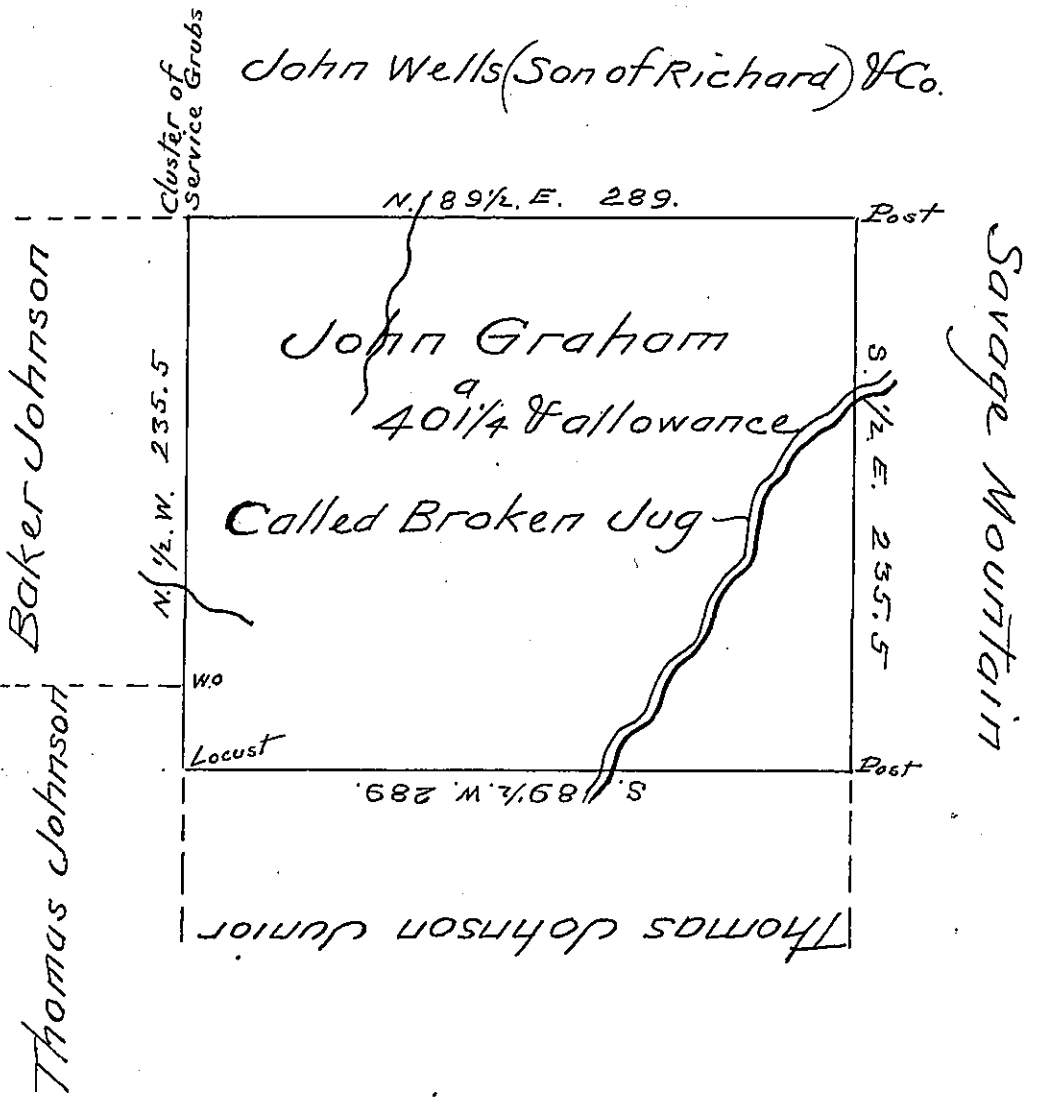 John Wells (Son of Richard) & Co.
Cluster of
Service Grubs
N. 89½. E. 289.
Post
Savage Mountain
S. ½. E. 235.5
Baker Johnson
N. ½. W. 235.5
John Graham
401¼ a & allowance
Called Broken Jug
W.O
Locust
Post
S. 89½. W. 289.
Thomas Johnson
Thomas Johnson Junior